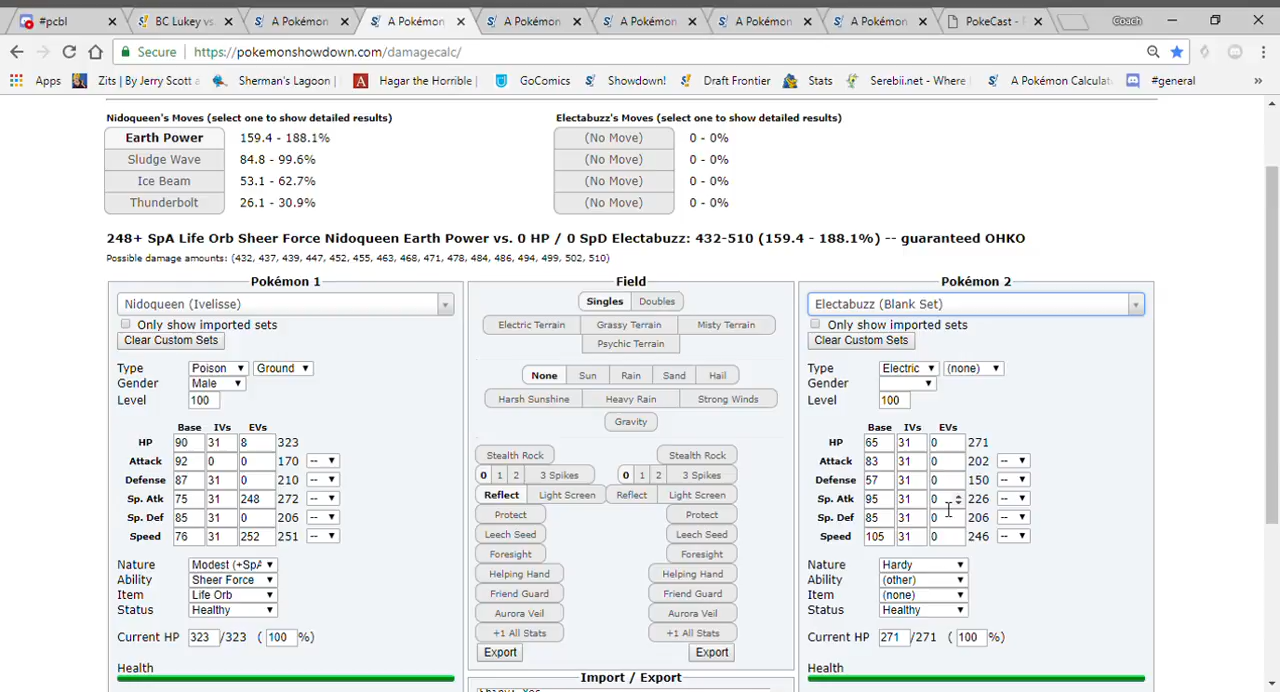 #pcbl × BC Lukey vs. × A Pokémon × A Pokémon × A Pokémon × A Pokémon × A Pokémon × A Pokémon × PokeCast - × Coach
Secure https://pokemonshowdown.com/damagecalc/
Apps Zits | By Jerry Scott a Sherman's Lagoon | Hagar the Horrible | GoComics Showdown! Draft Frontier Stats Serebii.net - Where A Pokémon Calculat #general »
Nidoqueen's Moves (select one to show detailed results) Electabuzz's Moves (select one to show detailed results)
Earth Power 159.4 - 188.1% (No Move) 0 - 0%
Sludge Wave 84.8 - 99.6% (No Move) 0 - 0%
Ice Beam 53.1 - 62.7% (No Move) 0 - 0%
Thunderbolt 26.1 - 30.9% (No Move) 0 - 0%
248+ SpA Life Orb Sheer Force Nidoqueen Earth Power vs. 0 HP / 0 SpD Electabuzz: 432-510 (159.4 - 188.1%) -- guaranteed OHKO
Possible damage amounts: (432, 437, 439, 447, 452, 455, 463, 468, 471, 478, 484, 486, 494, 499, 502, 510)
Pokémon 1 Field Pokémon 2
Nidoqueen (Ivelisse) Singles Doubles Electabuzz (Blank Set)
Only show imported sets Electric Terrain Grassy Terrain Misty Terrain Only show imported sets
Clear Custom Sets Psychic Terrain Clear Custom Sets
Type Poison Ground None Sun Rain Sand Hail Type Electric (none)
Gender Male Gender
Level 100 Harsh Sunshine Heavy Rain Strong Winds Level 100
Gravity
Base IVs EVs Base IVs EVs
HP 90 31 8 323 Stealth Rock Stealth Rock HP 65 31 0 271
Attack 92 0 0 170 -- 0 1 2 3 Spikes 0 1 2 3 Spikes Attack 83 31 0 202 --
Defense 87 31 0 210 -- Reflect Light Screen Reflect Light Screen Defense 57 31 0 150 --
Sp. Atk 75 31 248 272 -- Protect Protect Sp. Atk 95 31 0 226 --
Sp. Def 85 31 0 206 -- Leech Seed Leech Seed Sp. Def 85 31 0 206 --
Speed 76 31 252 251 -- Foresight Foresight Speed 105 31 0 246 --
Nature Modest (+SpA Helping Hand Helping Hand Nature Hardy
Ability Sheer Force Friend Guard Friend Guard Ability (other)
Item Life Orb Aurora Veil Aurora Veil Item (none)
Status Healthy +1 All Stats +1 All Stats Status Healthy
Current HP 323 /323 ( 100 %) Export Export Current HP 271 /271 ( 100 %)
Health Import / Export Health